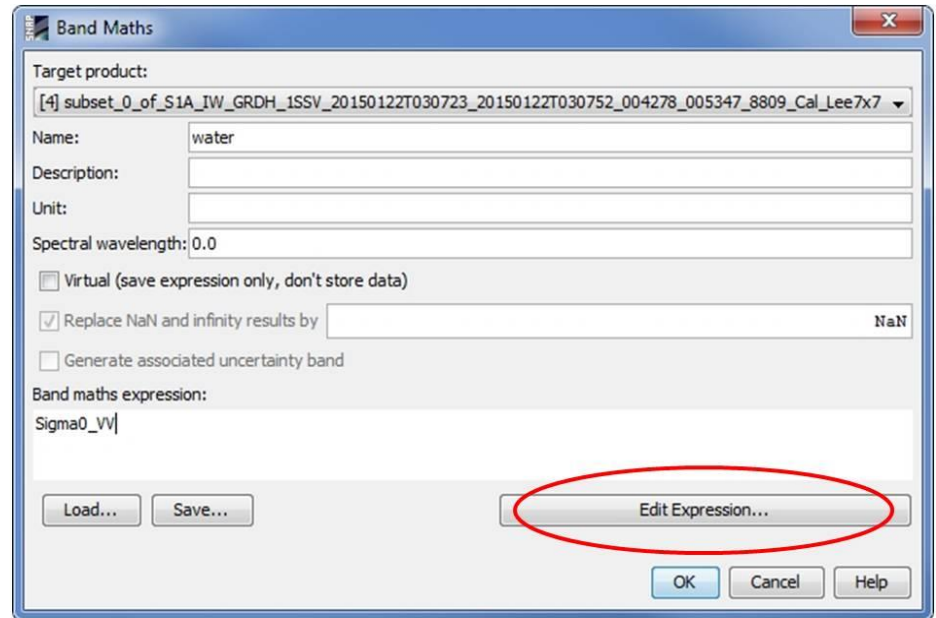 Band Maths
Target product:
[4] subset_0_of_S1A_IW_GRDH_1SSV_20150122T030723_20150122T030752_004278_005347_8809_Cal_Lee7x7
Name: water
Description:
Unit:
Spectral wavelength: 0.0
Virtual (save expression only, don't store data)
Replace NaN and infinity results by NaN
Generate associated uncertainty band
Band maths expression:
Sigma0_VV
Load... Save... Edit Expression...
OK Cancel Help